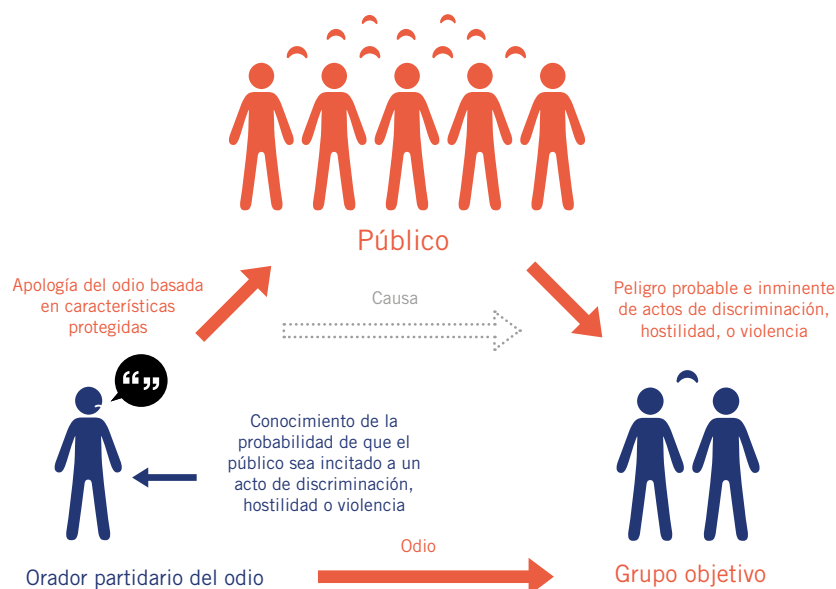 Público
Apología del odio basada
en características
protegidas
Causa
Peligro probable e inminente
de actos de discriminación,
hostilidad, o violencia
“”
Conocimiento de la
probabilidad de que el
público sea incitado a un
acto de discriminación,
hostilidad o violencia
Odio
Orador partidario del odio
Grupo objetivo